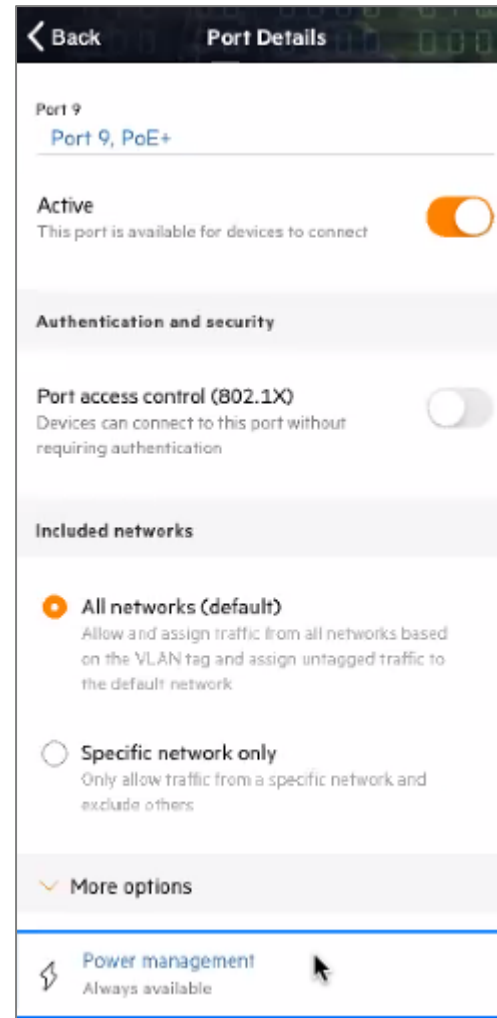 Back Port Details
Port 9
Port 9, PoE+
Active
This port is available for devices to connect
Authentication and security
Port access control (802.1X)
Devices can connect to this port without
requiring authentication
Included networks
All networks (default)
Allow and assign traffic from all networks based
on the VLAN tag and assign untagged traffic to
the default network
Specific network only
Only allow traffic from a specific network and
exclude others
More options
Power management
Always available